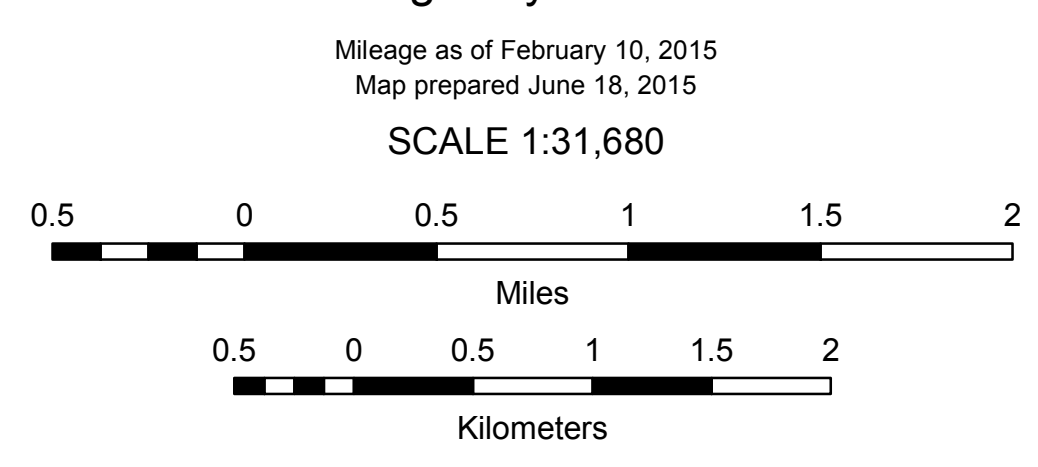 Mileage as of February 10, 2015
Map prepared June 18, 2015
SCALE 1:31,680
0.5 0 0.5 1 1.5 2
Miles
0.5 0 0.5 1 1.5 2
Kilometers